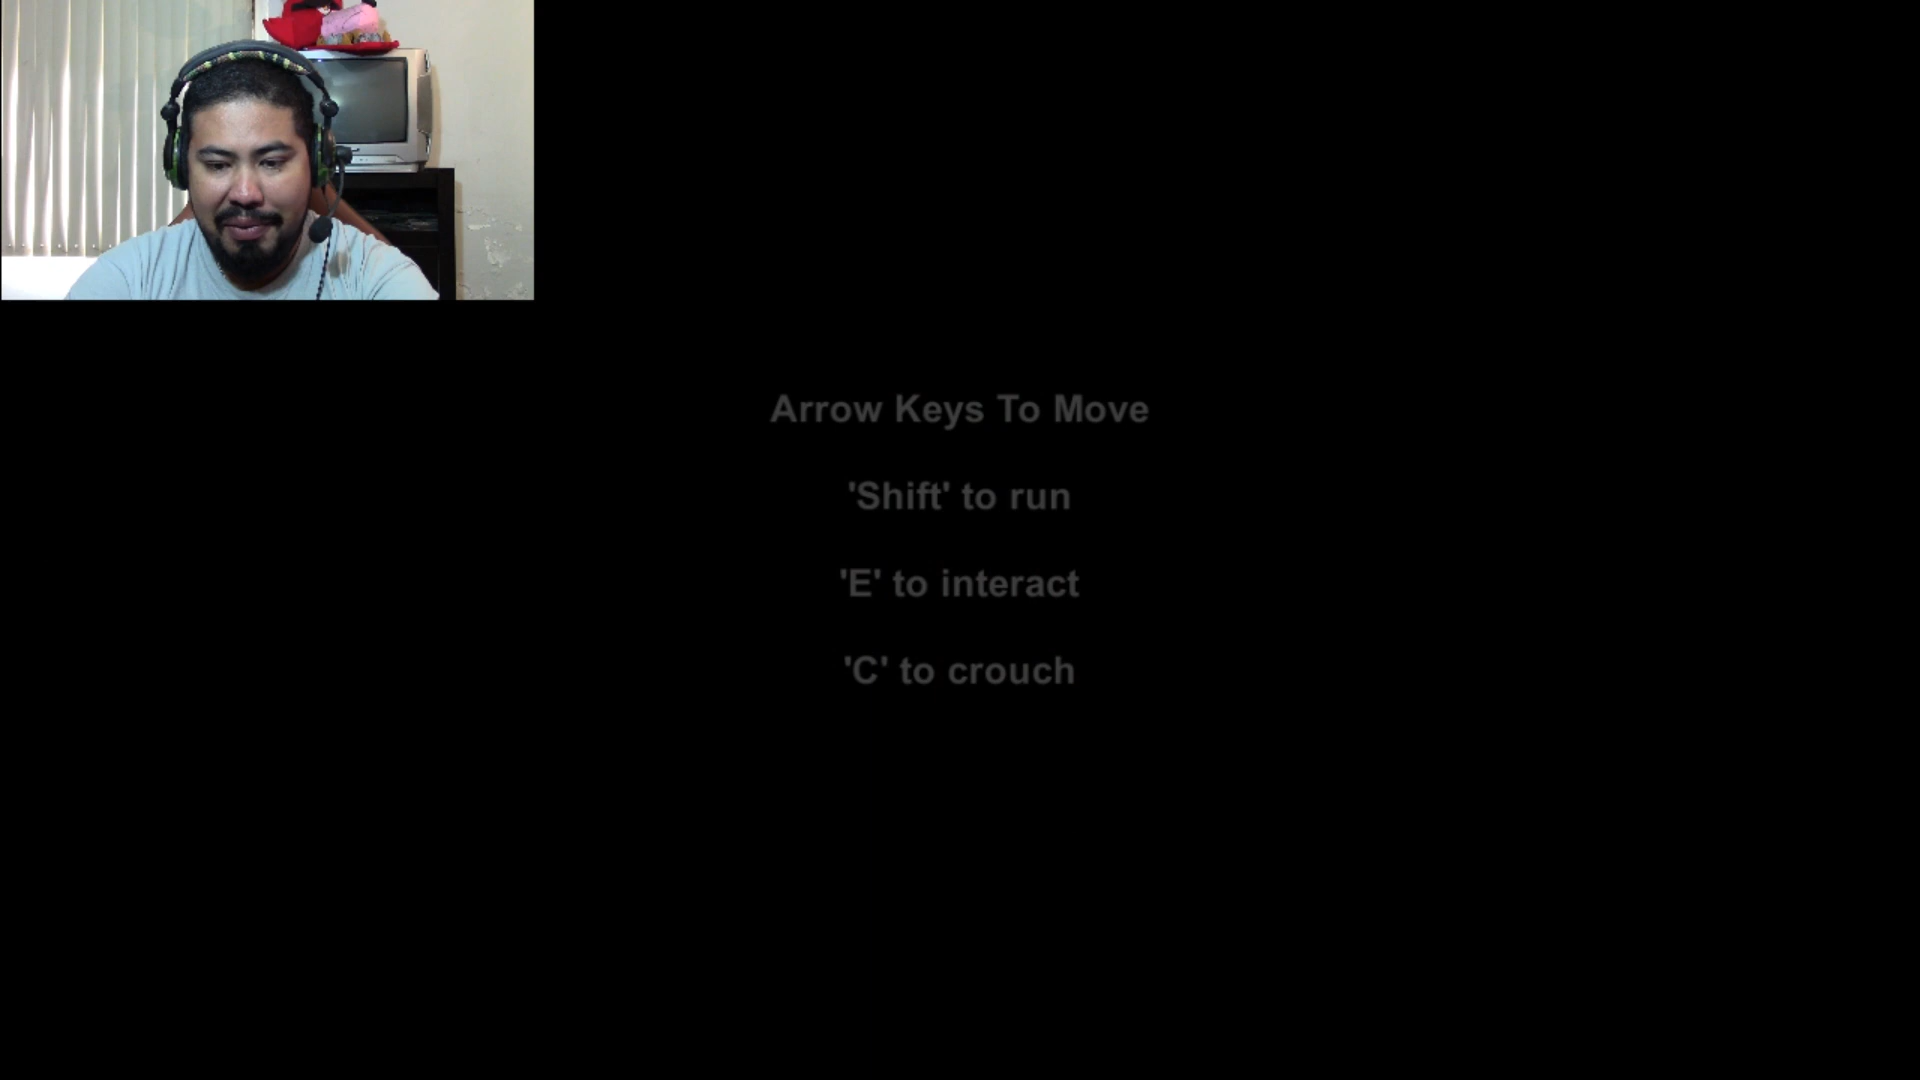 Arrow Keys To Move
'Shift' to run
'E' to interact
'C' to crouch